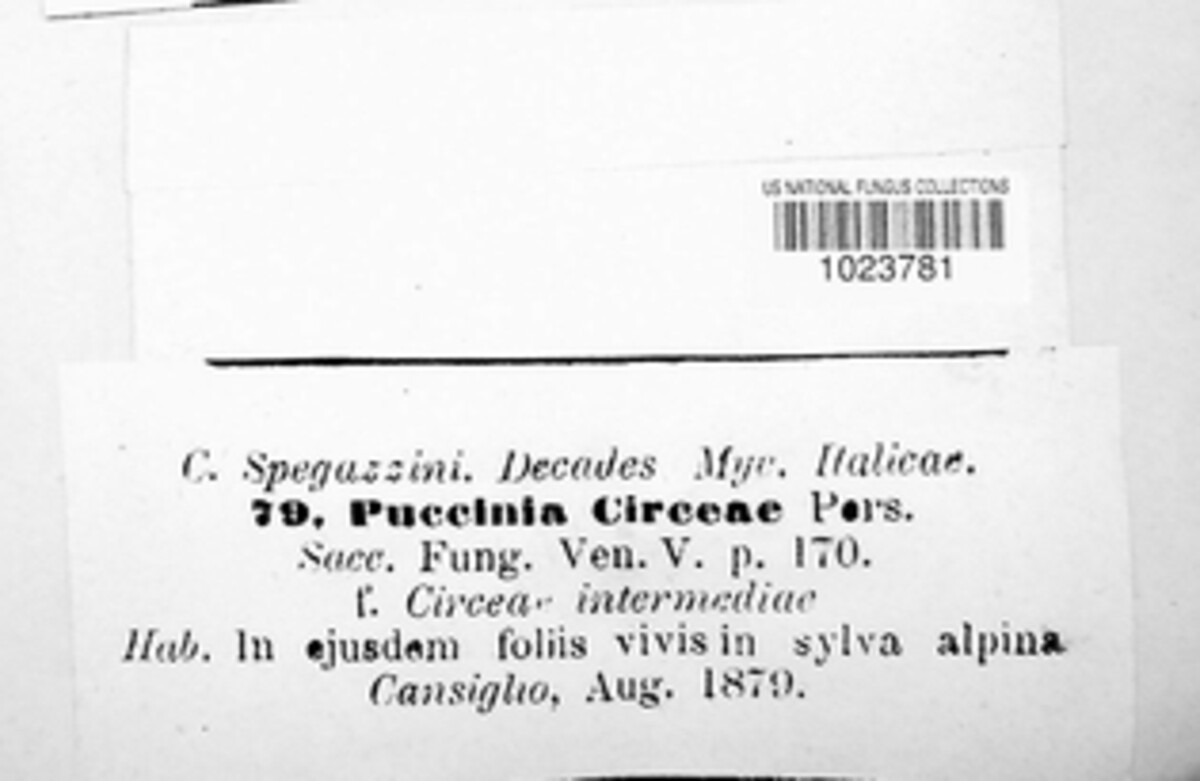 US NATIONAL FUNGUS COLLECTIONS
1023781
C. Spegazzini. Decades Myc. Italicae.
79. Puccinia Circeae Pers.
Sacc. Fung. Ven. V. p. 170.
f. Circeae intermediae
Hab. In ejusdem foliis vivis in sylva alpina
Cansiglio, Aug. 1879.